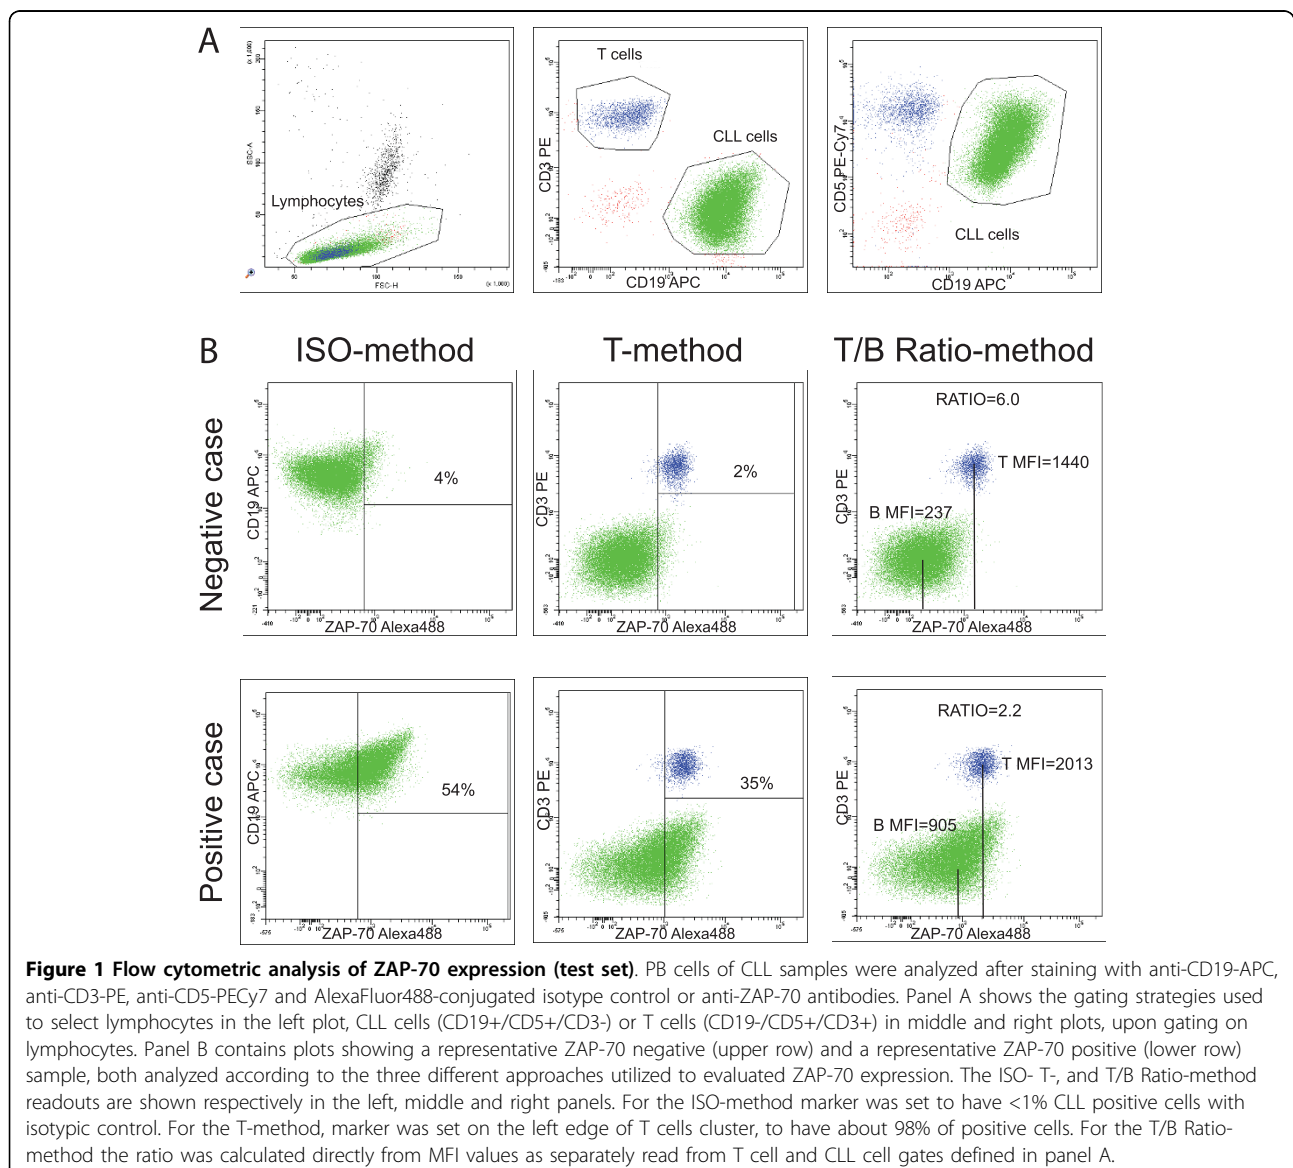 A
(x 1,000)
200
150
100
50
SSC-A
Lymphocytes
50
100
150
FSC-H
(x 1,000)
T cells
CLL cells
CD3 PE
CD19 APC
CLL cells
CD5 PE-Cy7
CD19 APC
B
ISO-method
T-method
T/B Ratio-method
Negative case
4%
CD19 APC
ZAP-70 Alexa488
2%
CD3 PE
ZAP-70 Alexa488
RATIO=6.0
T MFI=1440
B MFI=237
CD3 PE
ZAP-70 Alexa488
Positive case
54%
CD19 APC
ZAP-70 Alexa488
35%
CD3 PE
ZAP-70 Alexa488
RATIO=2.2
T MFI=2013
B MFI=905
CD3 PE
ZAP-70 Alexa488
Figure 1 Flow cytometric analysis of ZAP-70 expression (test set). PB cells of CLL samples were analyzed after staining with anti-CD19-APC,
anti-CD3-PE, anti-CD5-PECy7 and AlexaFluor488-conjugated isotype control or anti-ZAP-70 antibodies. Panel A shows the gating strategies used
to select lymphocytes in the left plot, CLL cells (CD19+/CD5+/CD3-) or T cells (CD19-/CD5+/CD3+) in middle and right plots, upon gating on
lymphocytes. Panel B contains plots showing a representative ZAP-70 negative (upper row) and a representative ZAP-70 positive (lower row)
sample, both analyzed according to the three different approaches utilized to evaluated ZAP-70 expression. The ISO- T-, and T/B Ratio-method
readouts are shown respectively in the left, middle and right panels. For the ISO-method marker was set to have <1% CLL positive cells with
isotypic control. For the T-method, marker was set on the left edge of T cells cluster, to have about 98% of positive cells. For the T/B Ratio-
method the ratio was calculated directly from MFI values as separately read from T cell and CLL cell gates defined in panel A.